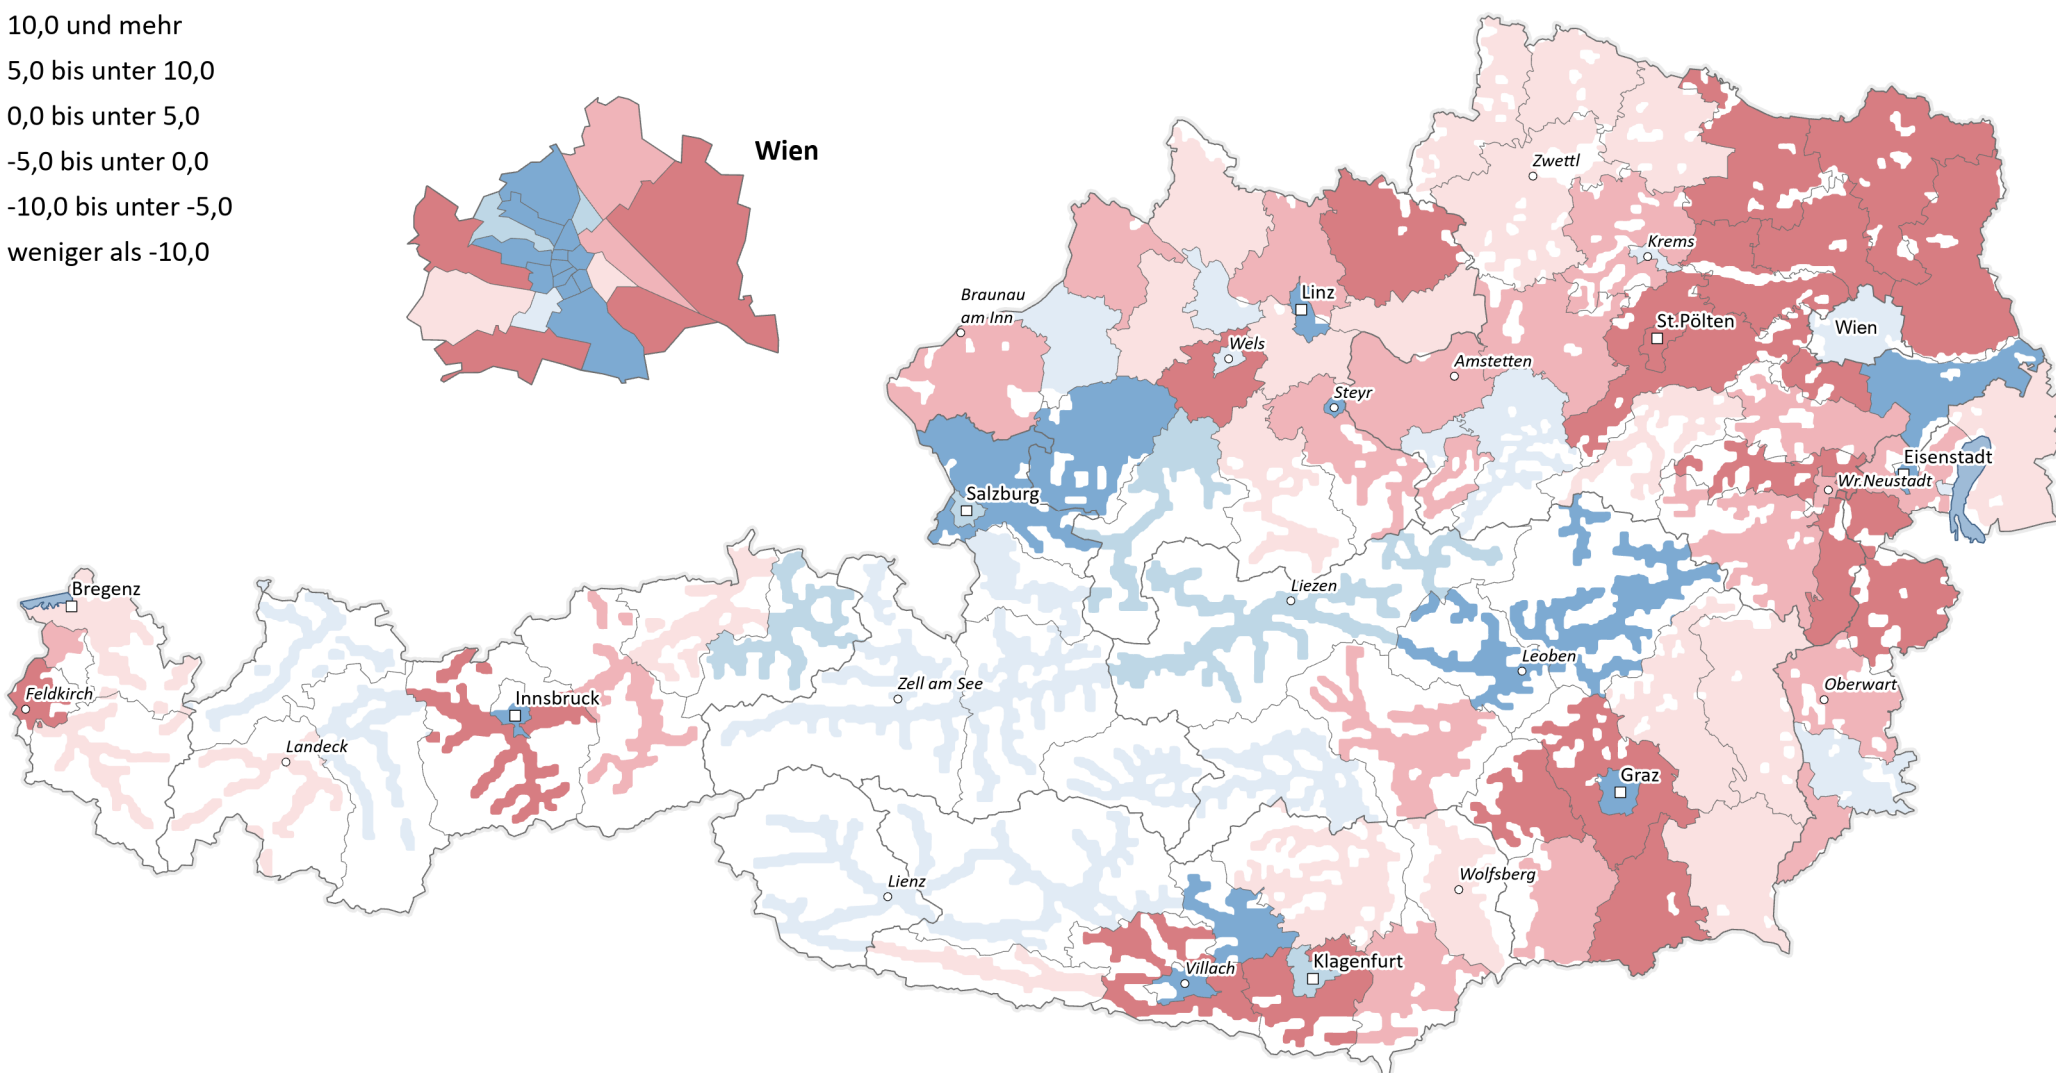 10,0 und mehr
5,0 bis unter 10,0
0,0 bis unter 5,0
-5,0 bis unter 0,0
-10,0 bis unter -5,0
weniger als -10,0
Wien
Zwettl
Krems
Braunau
am Inn
Linz
St.Pölten
Wien
Wels
Amstetten
Steyr
Eisenstadt
Wr.Neustadt
Salzburg
Bregenz
Liezen
Leoben
Feldkirch
Innsbruck
Zell am See
Oberwart
Landeck
Graz
Lienz
Wolfsberg
Villach
Klagenfurt